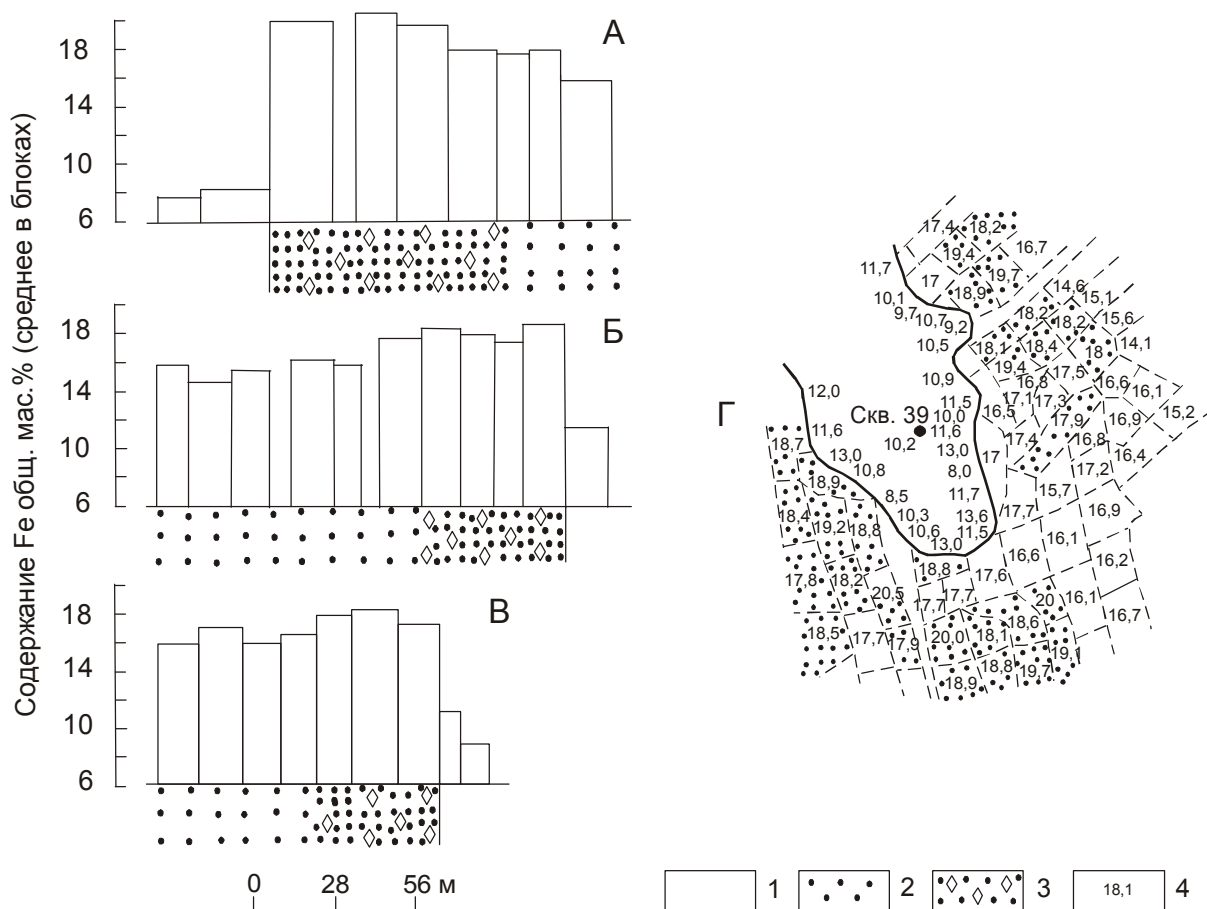 Содержание Fe общ. мас.% (среднее в блоках)
А
18
14
10
6
Б
18
14
10
6
В
18
14
10
6
0 28 56 м
Г
17,4 18,2
19,4 16,7
11,7 17 19,7
10,1 18,9 14,6
9,7 10,7 9,2 18,2 15,1
10,5 18,1 18,4 18,2 15,6
19,4 18 14,1
10,9 16,8 17,5 16,6
12,0 11,5 17,1 17,3 16,1
Скв. 39 10,0 16,5 17,9 16,9 15,2
11,6 10,2 11,6 17,4 16,8
18,7 13,0 13,0 17 16,4
18,9 10,8 8,0 17,2
8,5 11,7 15,7
18,4 19,2 18,8 10,3 13,6 17,7 16,9
10,6 11,5 16,1
13,0 16,6 16,2
17,8 18,2 18,8 17,6
20,5 17,7 17,7 20 16,1
18,5 17,7 17,9 20,0 18,1 18,6 16,7
18,9 18,8 19,7 19,1
1 2 3 18,1 4